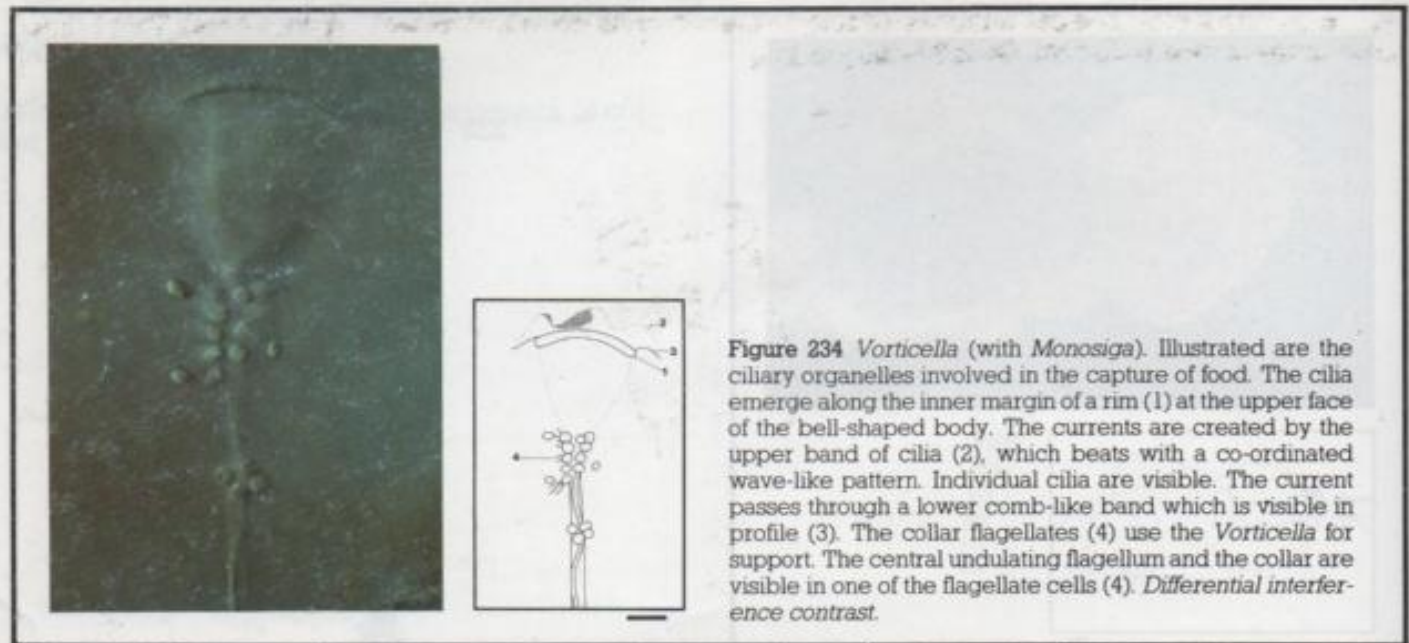 2
3
1
4
Figure 234 Vorticella (with Monosiga). Illustrated are the
ciliary organelles involved in the capture of food. The cilia
emerge along the inner margin of a rim (1) at the upper face
of the bell-shaped body. The currents are created by the
upper band of cilia (2), which beats with a co-ordinated
wave-like pattern. Individual cilia are visible. The current
passes through a lower comb-like band which is visible in
profile (3). The collar flagellates (4) use the Vorticella for
support. The central undulating flagellum and the collar are
visible in one of the flagellate cells (4). Differential interfer-
ence contrast.